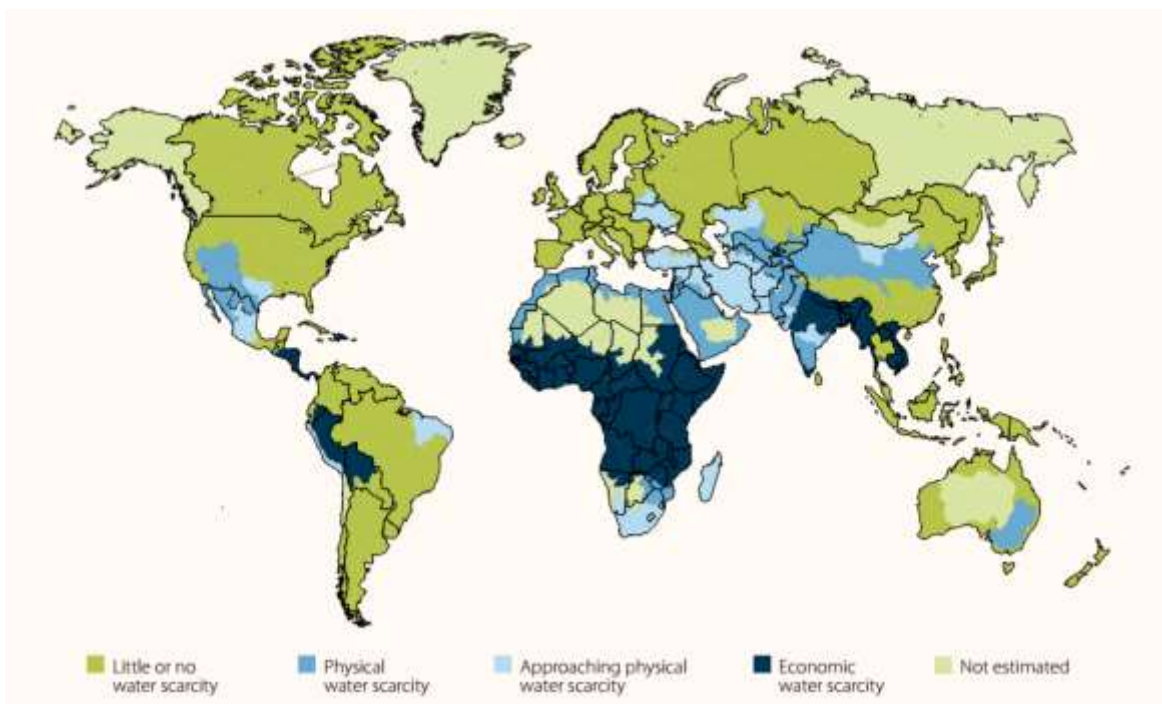 Little or no
water scarcity
Physical
water scarcity
Approaching physical
water scarcity
Economic
water scarcity
Not estimated